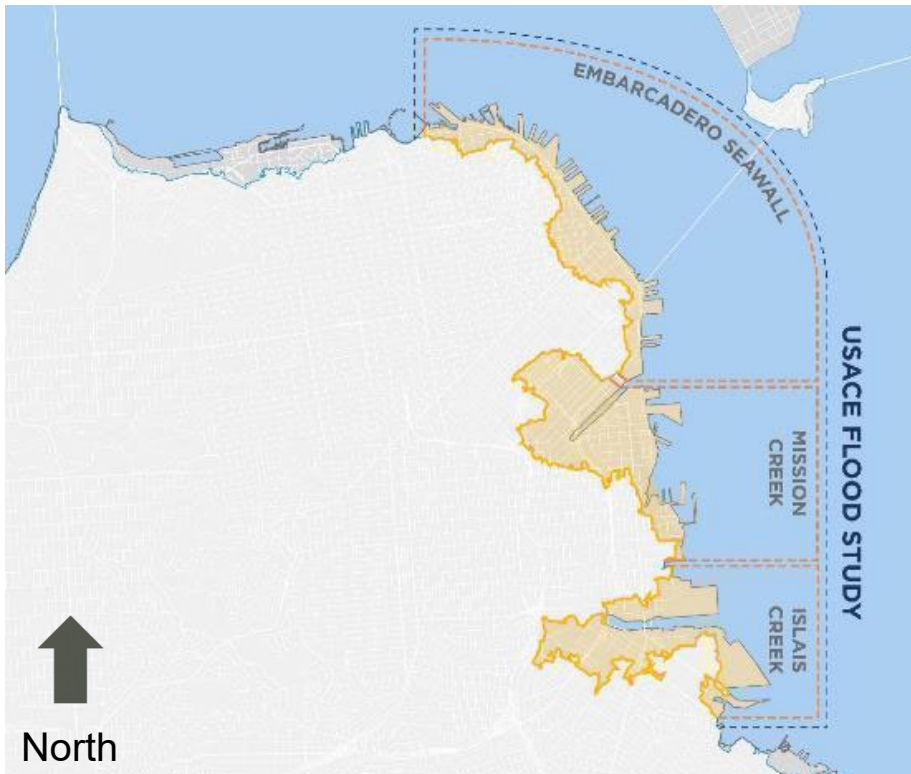 EMBARCADERO SEAWALL
USACE FLOOD STUDY
MISSION
CREEK
ISLAIS
CREEK
North